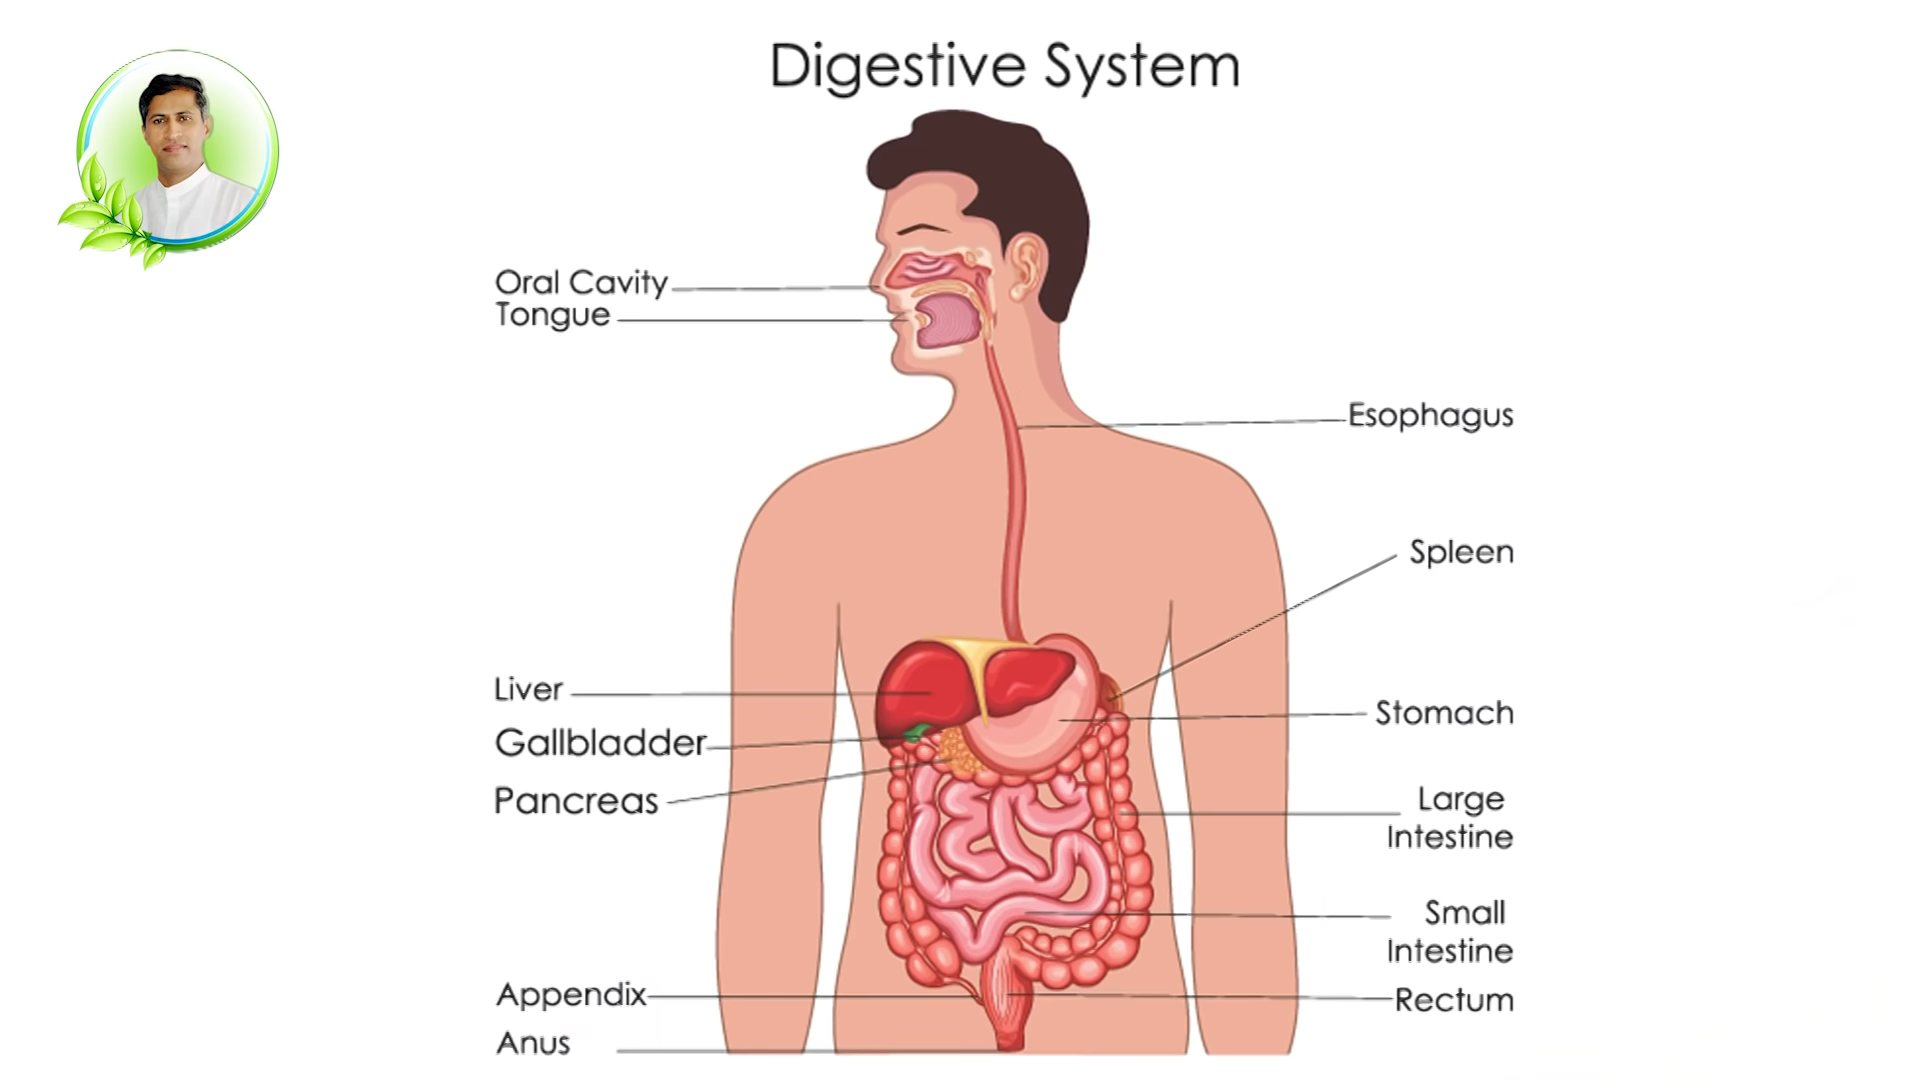 Digestive System
Oral Cavity
Tongue
Esophagus
Spleen
Liver
Stomach
Gallbladder
Pancreas
Large
Intestine
Small
Intestine
Appendix
Rectum
Anus